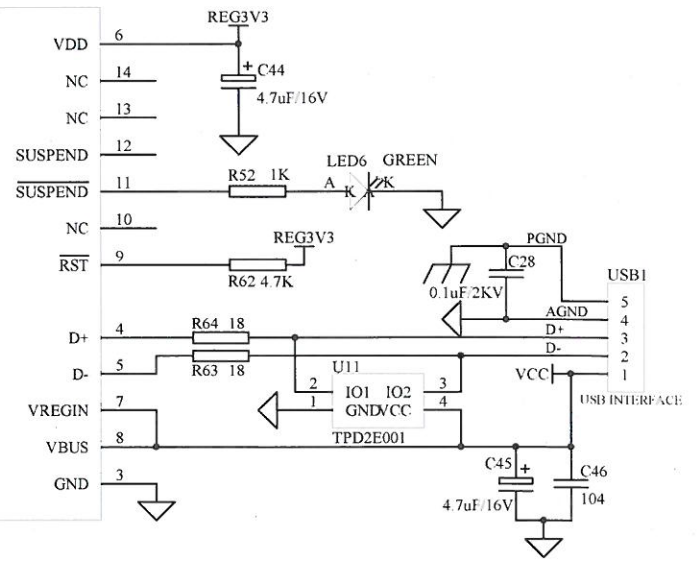 REG3V3
VDD 6
C44
4.7uF/16V
NC 14
NC 13
SUSPEND 12
LED6 GREEN
SUSPEND 11 R52 1K A K A K
NC 10
REG3V3
RST 9
R62 4.7K
PGND
C28
0.1uF/2KV
USB1
5
AGND 4
D+ 4 R64 18 D+ 3
D- 2
D- 5 R63 18
U11
VCC 1
2 IO1 IO2 3
1 GND VCC 4
USB INTERFACE
VREGIN 7
TPD2E001
VBUS 8
C45
C46
4.7uF/16V
104
GND 3